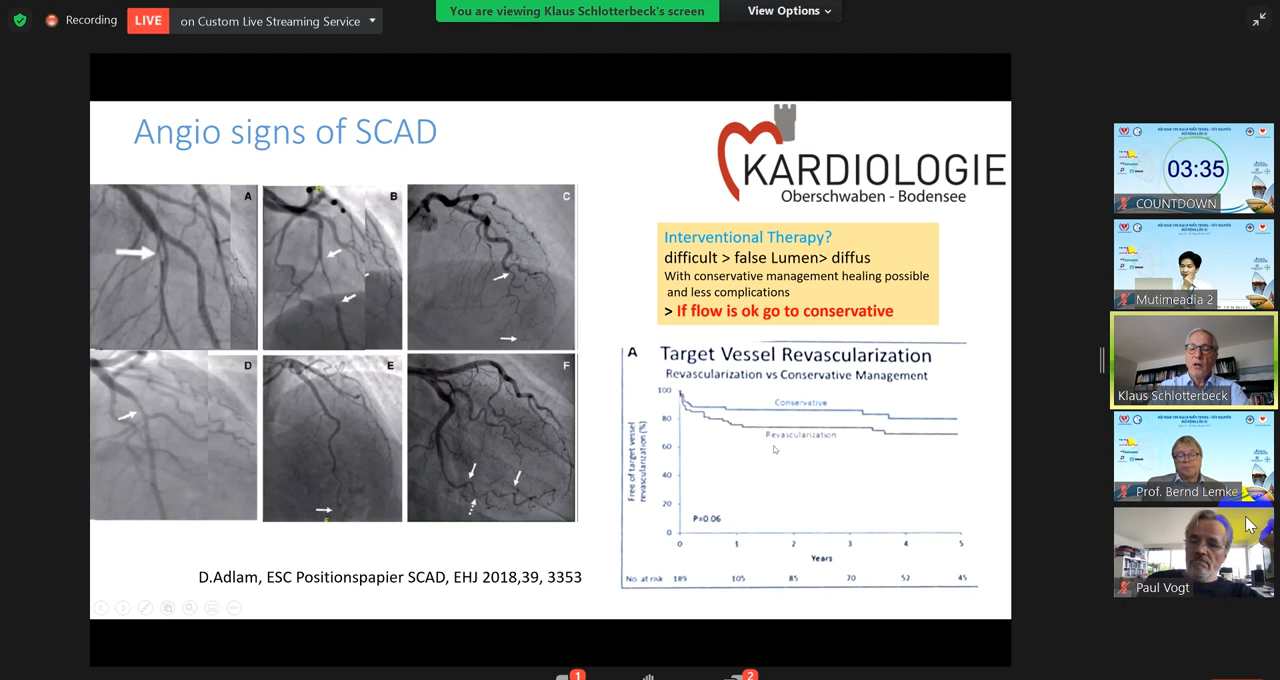 Recording
LIVE
on Custom Live Streaming Service
You are viewing Klaus Schlotterbeck's screen
View Options
Angio signs of SCAD
KARDIOLOGIE
Oberschwaben - Bodensee
A
B
C
D
E
F
Interventional Therapy?
difficult > false Lumen> diffus
With conservative management healing possible
and less complications
> If flow is ok go to conservative
A
Target Vessel Revascularization
Revascularization vs Conservative Management
Free of target vessel
revascularization (%)
100
80
60
40
20
0
Conservative
Revascularization
P=0.06
0 1 2 3 4 5
Years
No. at risk 189 105 85 70 52 45
D.Adlam, ESC Positionspapier SCAD, EHJ 2018,39, 3353
03:35
COUNTDOWN
Mutimeadia 2
Klaus Schlotterbeck
Prof. Bernd Lemke
Paul Vogt
1
2